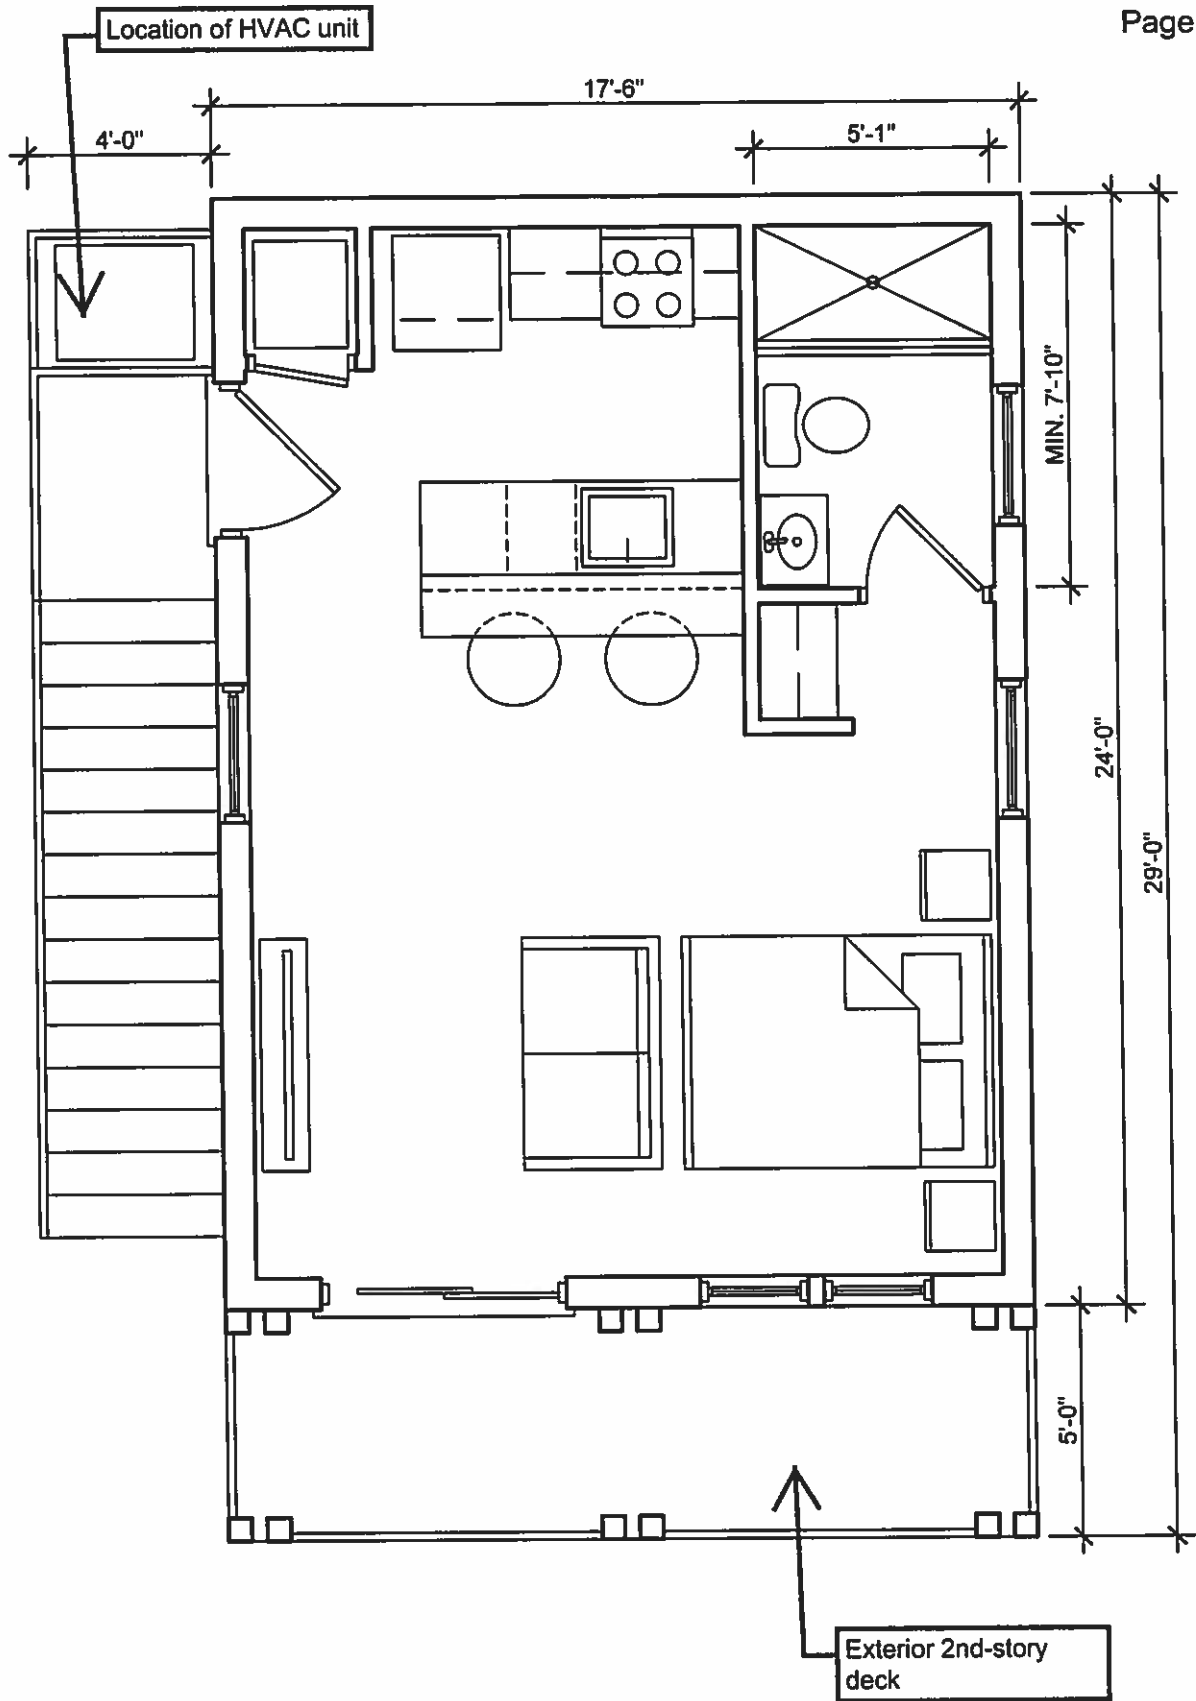 Page
Location of HVAC unit
17'-6"
4'-0"
5'-1"
MIN. 7'-10"
24'-0"
29'-0"
5'-0"
Exterior 2nd-story
deck